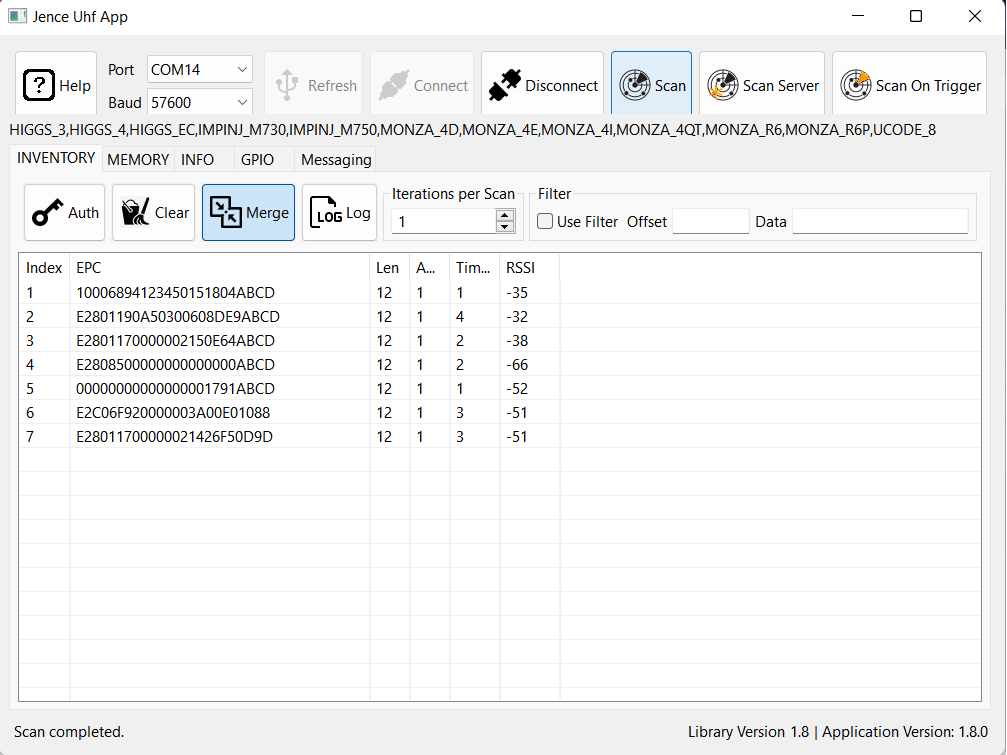 Jence Uhf App
Help Port COM14 Refresh Connect Disconnect Scan Scan Server Scan On Trigger
Baud 57600
HIGGS_3,HIGGS_4,HIGGS_EC,IMPINJ_M730,IMPINJ_M750,MONZA_4D,MONZA_4E,MONZA_4I,MONZA_4QT,MONZA_R6,MONZA_R6P,UCODE_8
INVENTORY MEMORY INFO GPIO Messaging
Iterations per Scan Filter
Auth Clear Merge LOG Log 1 Use Filter Offset Data
Index EPC Len A... Tim... RSSI
1 10006894123450151804ABCD 12 1 1 -35
2 E2801190A50300608DE9ABCD 12 1 4 -32
3 E2801170000002150E64ABCD 12 1 2 -38
4 E2808500000000000000ABCD 12 1 2 -66
5 00000000000000001791ABCD 12 1 1 -52
6 E2C06F920000003A00E01088 12 1 3 -51
7 E28011700000021426F50D9D 12 1 3 -51
Scan completed. Library Version 1.8 | Application Version: 1.8.0